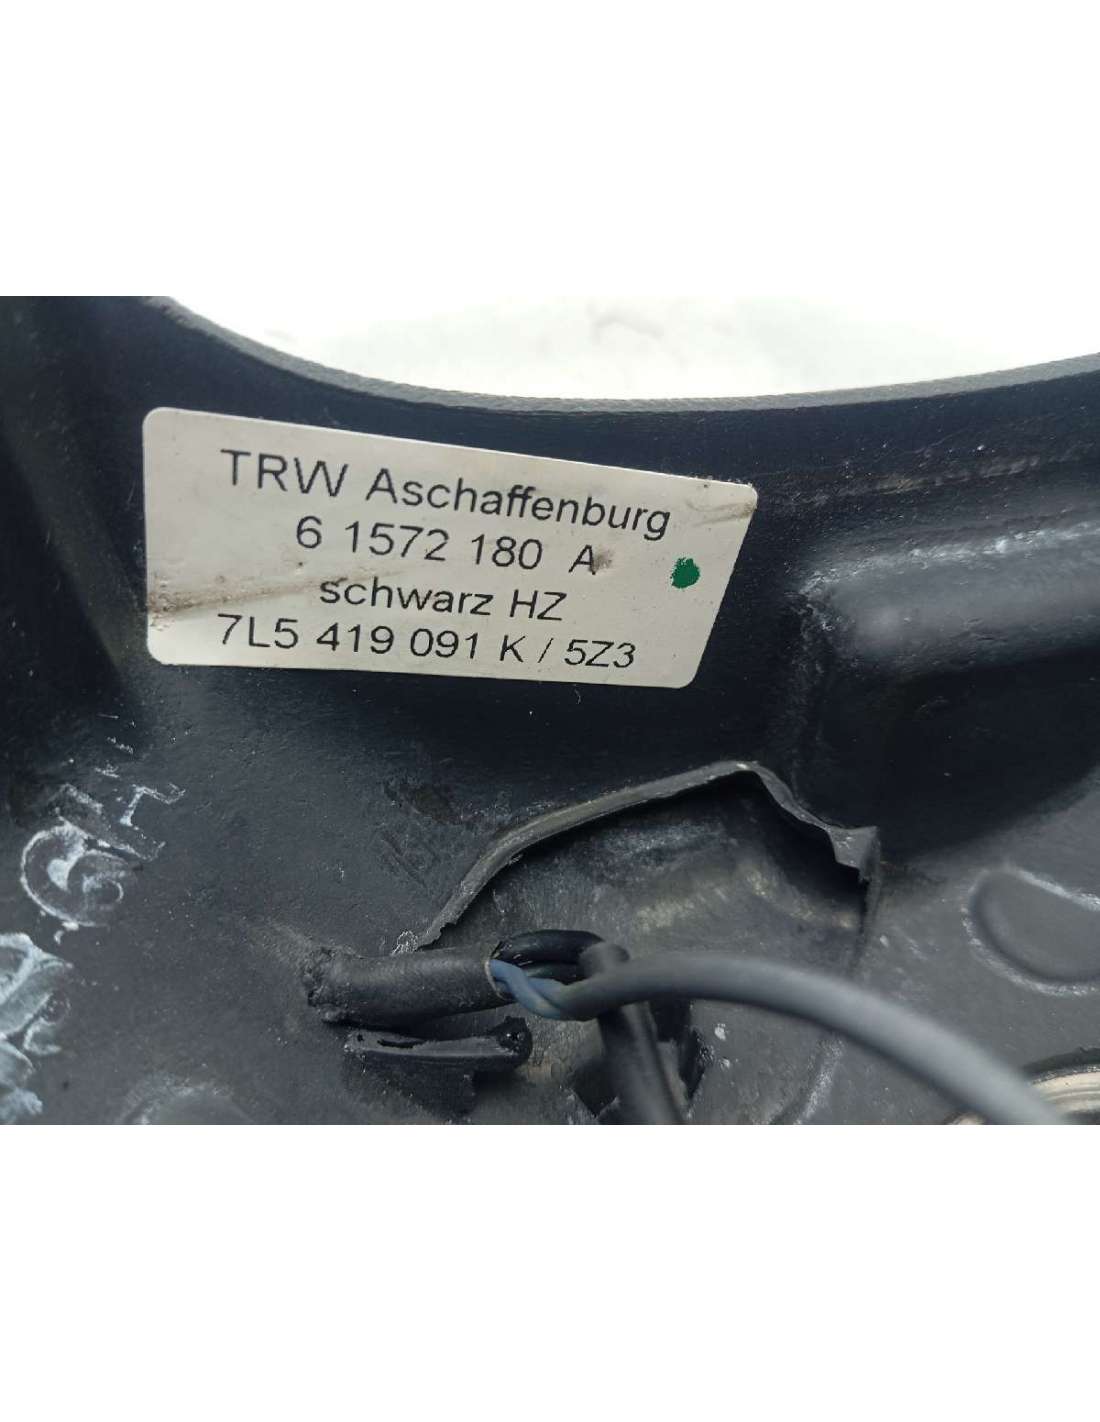 TRW Aschaffenburg
6 1572 180 A
schwarz HZ
7L5 419 091 K / 5Z3